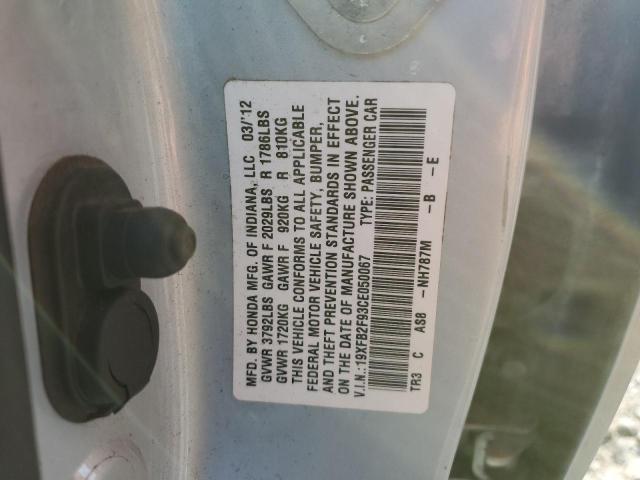 MFD. BY HONDA MFG. OF INDIANA, LLC 03/'12
GVWR 3792LBS GAWR F 2029LBS R 1786LBS
GVWR 1720KG GAWR F 920KG R 810KG
THIS VEHICLE CONFORMS TO ALL APPLICABLE
FEDERAL MOTOR VEHICLE SAFETY, BUMPER,
AND THEFT PREVENTION STANDARDS IN EFFECT
ON THE DATE OF MANUFACTURE SHOWN ABOVE.
V.I.N.:19XFB2F93CE050067 TYPE: PASSENGER CAR
TR3 C AS8 -NH787M -B -E